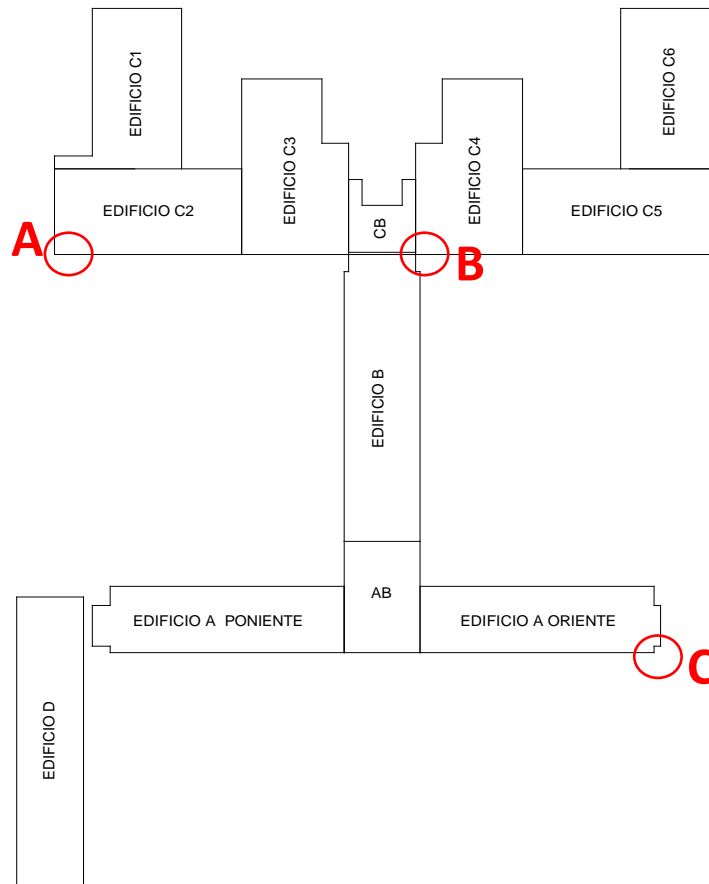 EDIFICIO C1
EDIFICIO C6
EDIFICIO C3
EDIFICIO C4
EDIFICIO C2
EDIFICIO C5
CB
A
B
EDIFICIO B
AB
EDIFICIO A  PONIENTE
EDIFICIO A ORIENTE
C
EDIFICIO D